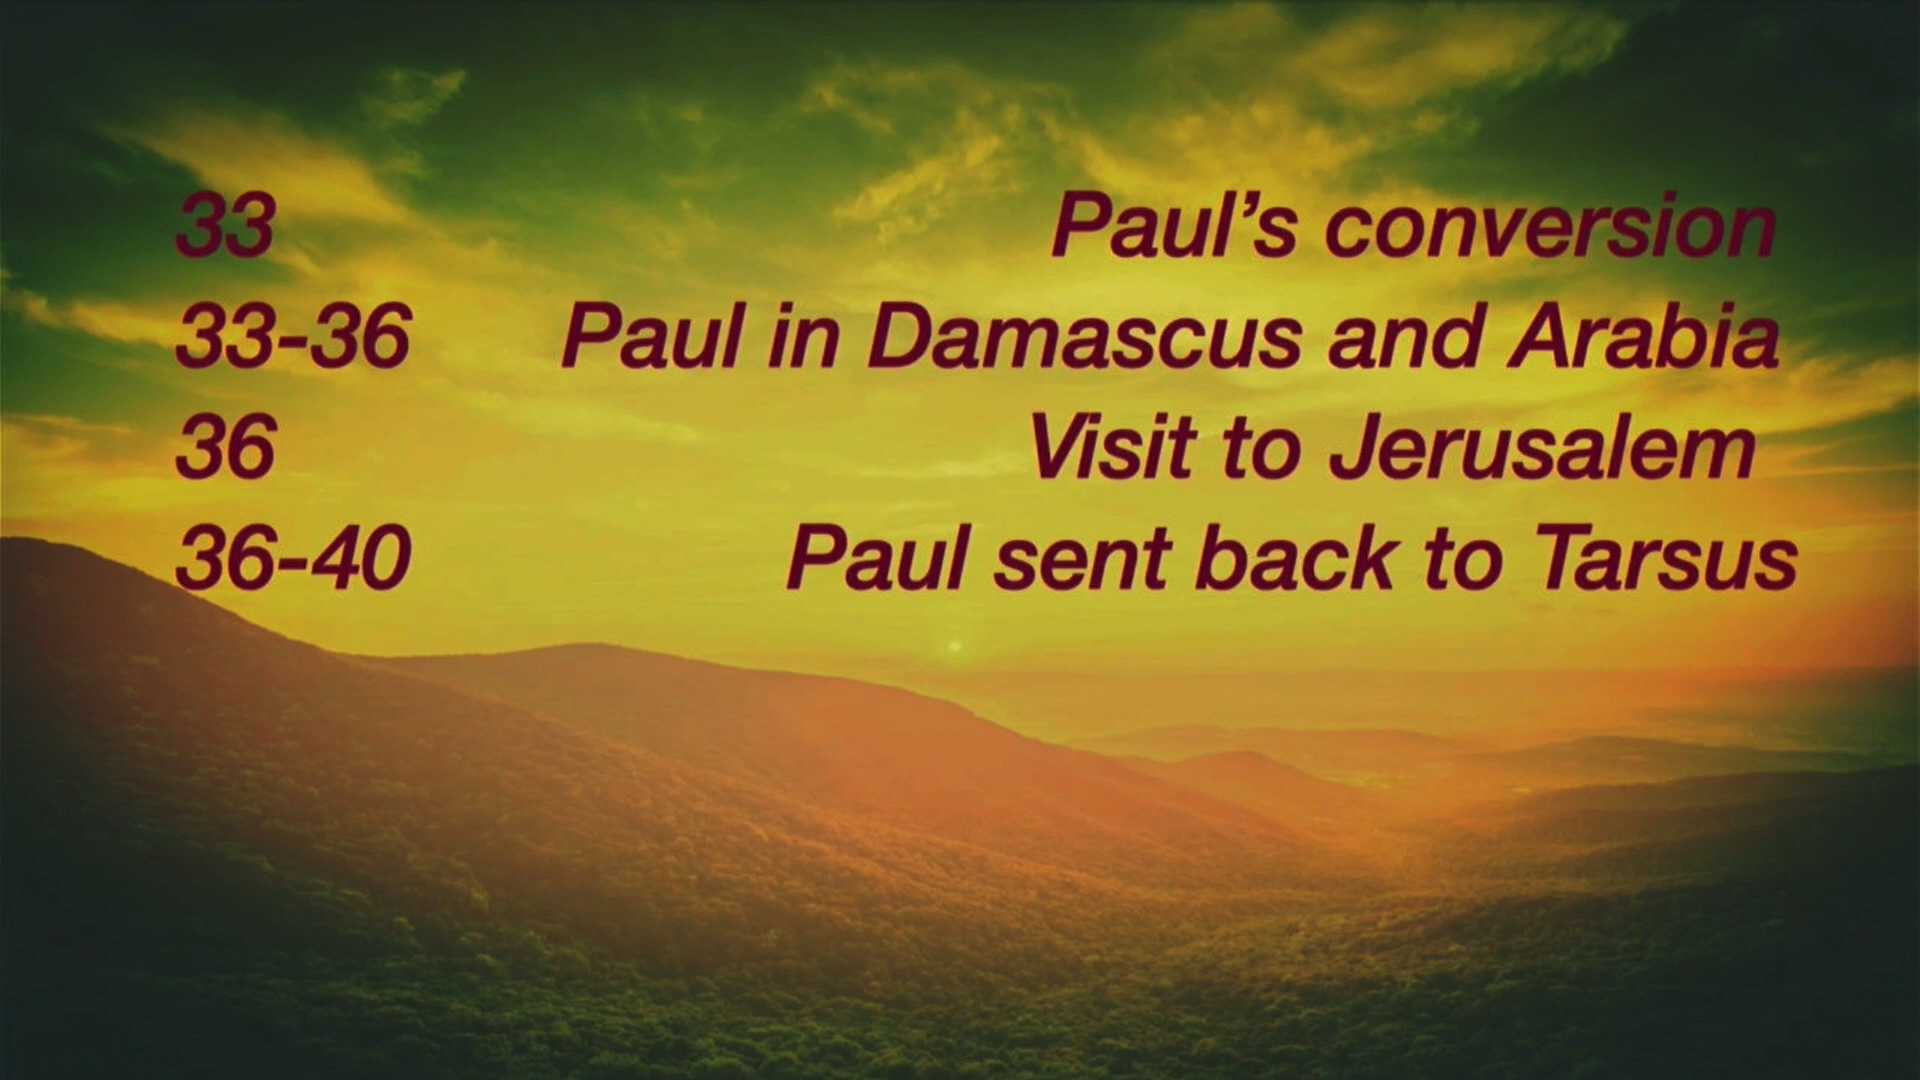 33 Paul’s conversion
33-36 Paul in Damascus and Arabia
36 Visit to Jerusalem
36-40 Paul sent back to Tarsus